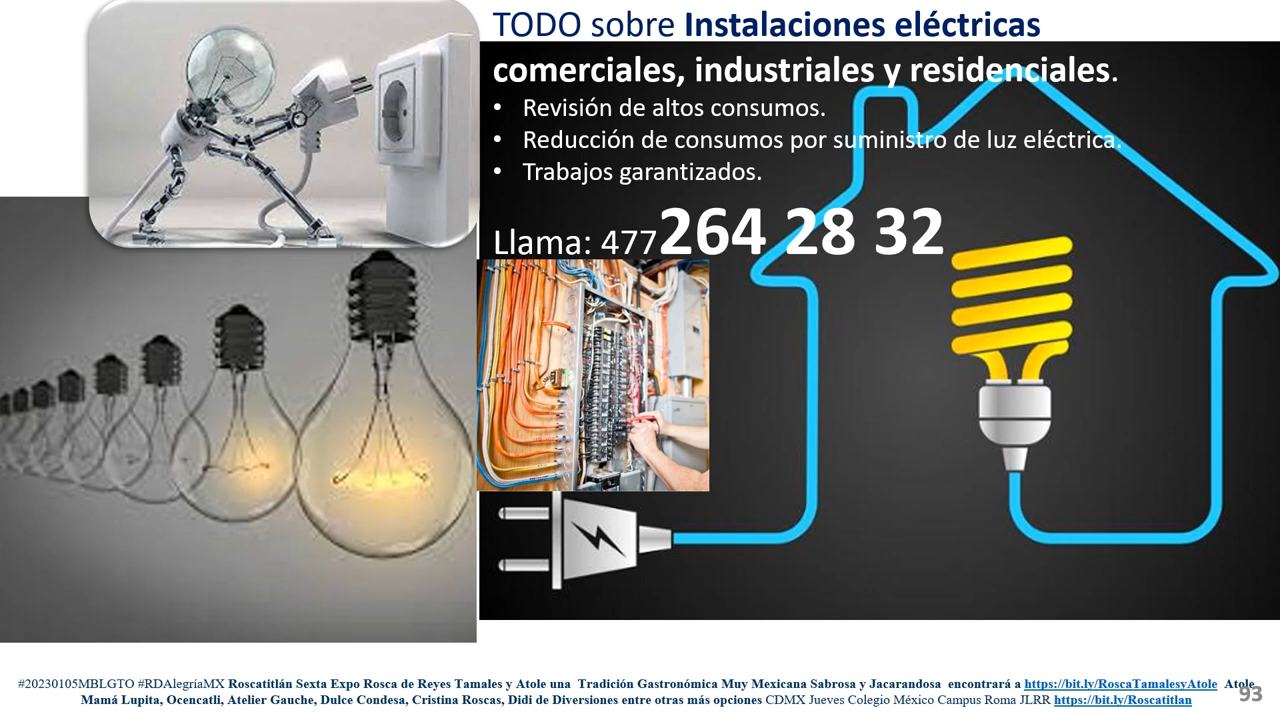 TODO sobre Instalaciones eléctricas
comerciales, industriales y residenciales.
• Revisión de altos consumos.
• Reducción de consumos por suministro de luz eléctrica.
• Trabajos garantizados.
Llama: 477264 28 32
#20230105MBLGTO #RDAlegríaMX Roscatitlán Sexta Expo Rosca de Reyes Tamales y Atole una Tradición Gastronómica Muy Mexicana Sabrosa y Jacarandosa encontrará a https://bit.ly/RoscaTamalesyAtole Atole
Mamá Lupita, Ocencatli, Atelier Gauche, Dulce Condesa, Cristina Roscas, Didi de Diversiones entre otras más opciones CDMX Jueves Colegio México Campus Roma JLRR https://bit.ly/Roscatitlan
93